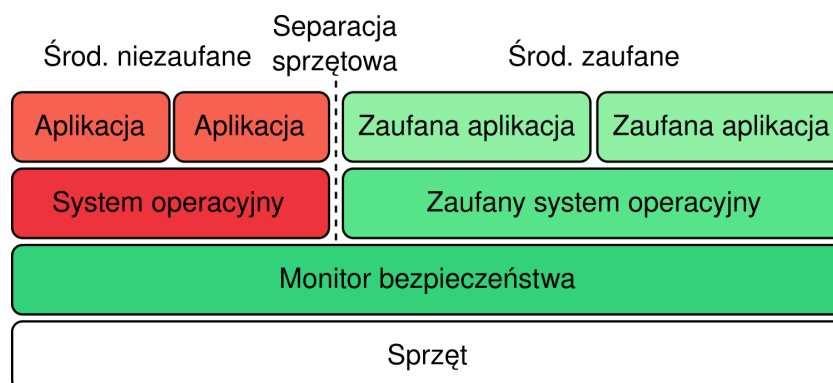 Środ. niezaufane
Separacja
sprzętowa
Środ. zaufane
Aplikacja
Aplikacja
Zaufana aplikacja
Zaufana aplikacja
System operacyjny
Zaufany system operacyjny
Monitor bezpieczeństwa
Sprzęt